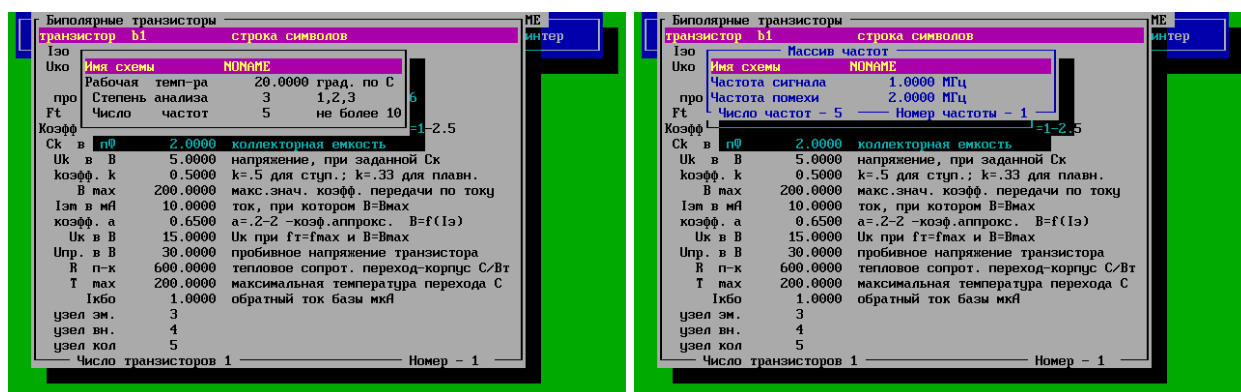 Биполярные транзисторы
ME
транзистор b1 строка символов
интер
Iэо
Uко
Имя схемы NONAME
Рабочая темп-ра 20.0000 град. по С
про
Степень анализа 3 1,2,3
6
Ft
Число частот 5 не более 10
Коэфф
=1-2.5
Ck в пФ 2.0000 коллекторная емкость
Uk в В 5.0000 напряжение, при заданной Ск
коэфф. k 0.5000 k=.5 для ступ.; k=.33 для плавн.
B max 200.0000 макс.знач. коэфф. передачи по току
Iэm в мА 10.0000 ток, при котором B=Bmax
коэфф. a 0.6500 a=.2-2 -коэф.аппрокс. B=f(Iэ)
Uк в В 15.0000 Uк при fт=fmax и B=Bmax
Uпр. в В 30.0000 пробивное напряжение транзистора
R п-к 600.0000 тепловое сопрот. переход-корпус С/Вт
T max 200.0000 максимальная температура перехода С
Iкбо 1.0000 обратный ток базы мкА
узел эм. 3
узел вн. 4
узел кол 5
Число транзисторов 1 Номер - 1
Биполярные транзисторы
ME
транзистор b1 строка символов
интер
Iэо
Массив частот
Uко
Имя схемы NONAME
Частота сигнала 1.0000 МГц
про
Частота помехи 2.0000 МГц
Ft
Число частот - 5 Номер частоты - 1
Коэфф
=1-2.5
Ck в пФ 2.0000 коллекторная емкость
Uk в В 5.0000 напряжение, при заданной Ск
коэфф. k 0.5000 k=.5 для ступ.; k=.33 для плавн.
B max 200.0000 макс.знач. коэфф. передачи по току
Iэm в мА 10.0000 ток, при котором B=Bmax
коэфф. a 0.6500 a=.2-2 -коэф.аппрокс. B=f(Iэ)
Uк в В 15.0000 Uк при fт=fmax и B=Bmax
Uпр. в В 30.0000 пробивное напряжение транзистора
R п-к 600.0000 тепловое сопрот. переход-корпус С/Вт
T max 200.0000 максимальная температура перехода С
Iкбо 1.0000 обратный ток базы мкА
узел эм. 3
узел вн. 4
узел кол 5
Число транзисторов 1 Номер - 1